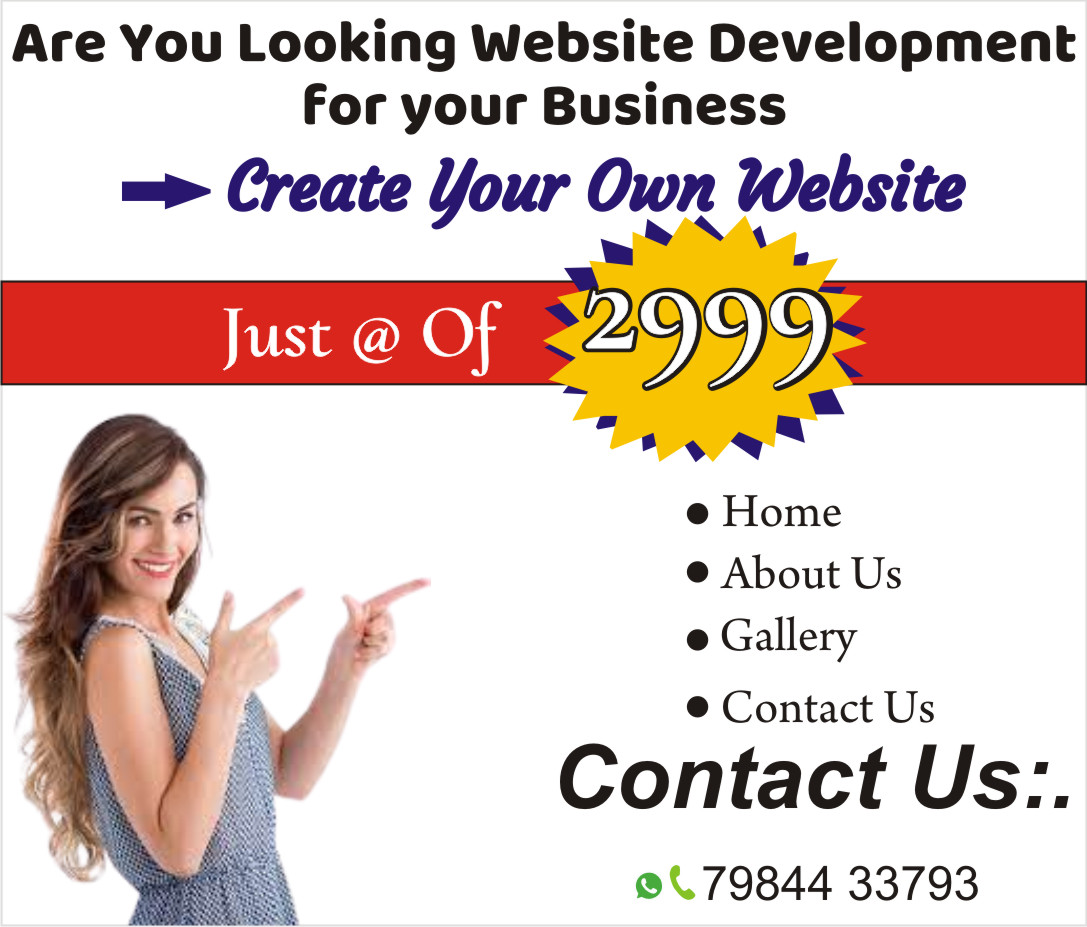 Are You Looking Website Development
for your Business
Create Your Own Website
Just @ Of 2999
• Home
• About Us
• Gallery
• Contact Us
Contact Us:.
79844 33793